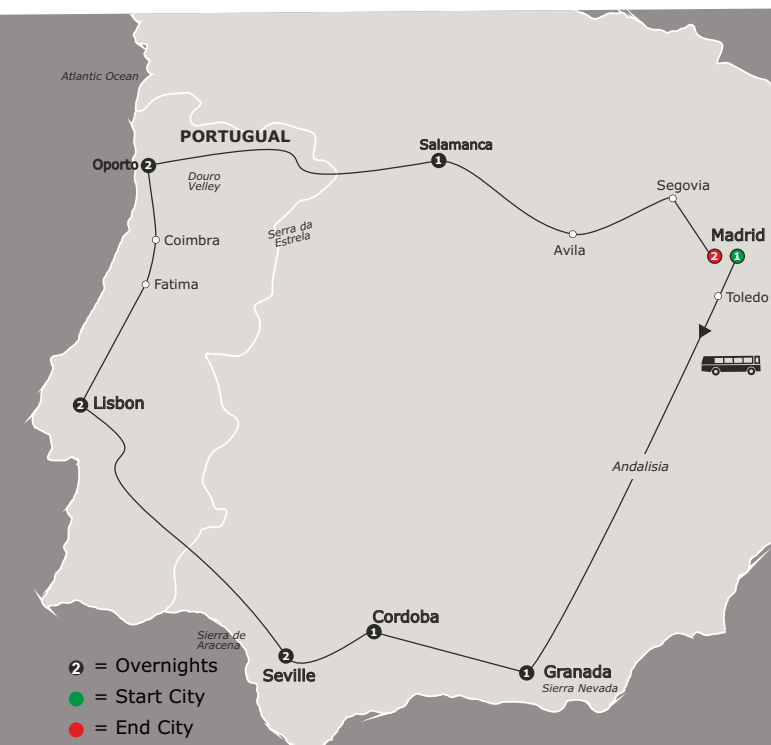 Atlantic Ocean
PORTUGUAL
Oporto 2
Salamanca
1
Douro
Velley
Segovia
Serra da
Estrela
Coimbra
Avila
Madrid
2 1
Fatima
Toledo
2 Lisbon
Andalisia
Cordoba
1
Sierra de
Aracena
2
Seville
1 Granada
Sierra Nevada
2 = Overnights
= Start City
= End City